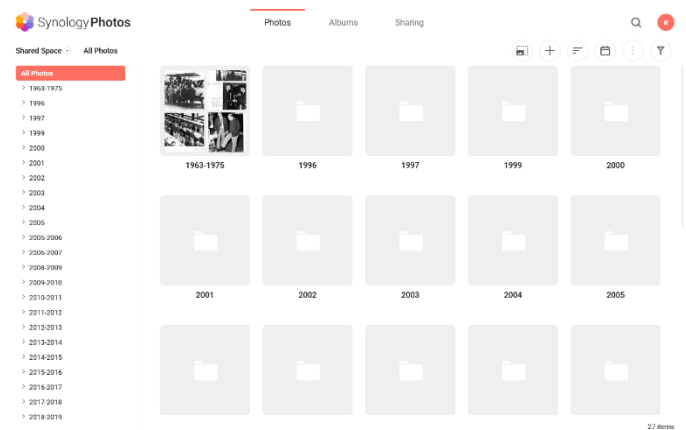 Synology Photos
Photos Albums Sharing
K
Shared Space All Photos
All Photos
1963-1975
1996
1997
1999
2000
2001
2002
2003
2004
2005
2005-2006
2006-2007
2008-2009
2009-2010
2010-2011
2011-2012
2012-2013
2013-2014
2014-2015
2015-2016
2016-2017
2017-2018
2018-2019
1963-1975 1996 1997 1999 2000
2001 2002 2003 2004 2005
27 items